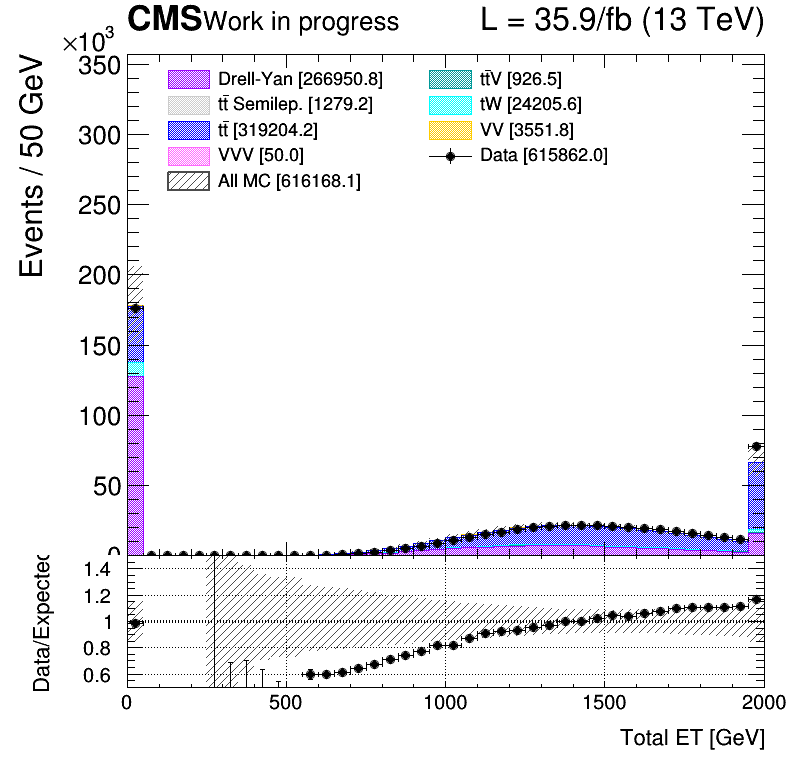 CMS Work in progress L = 35.9/fb (13 TeV)
×10³
Events / 50 GeV
350
300
250
200
150
100
50
0
Drell-Yan [266950.8]
tt̄ Semilep. [1279.2]
tt̄ [319204.2]
VVV [50.0]
All MC [616168.1]
tt̄V [926.5]
tW [24205.6]
VV [3551.8]
Data [615862.0]
Data/Expected
1.4
1.2
1
0.8
0.6
0 500 1000 1500 2000
Total ET [GeV]